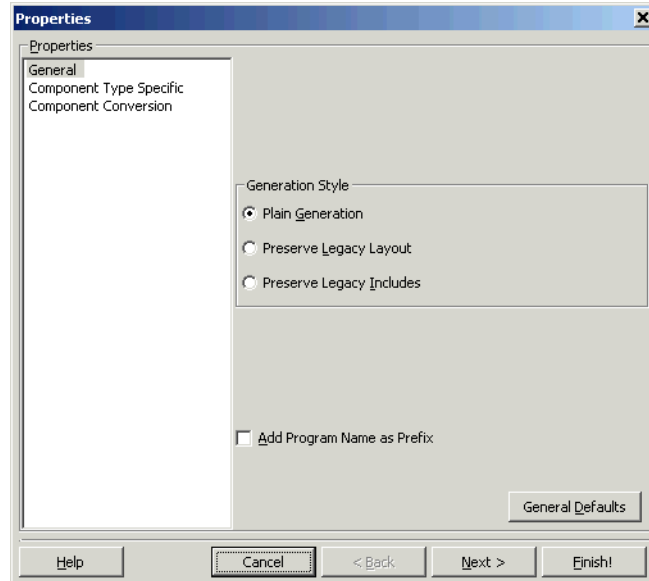 Properties
Properties
General
Component Type Specific
Component Conversion
Generation Style
Plain Generation
Preserve Legacy Layout
Preserve Legacy Includes
Add Program Name as Prefix
General Defaults
Help
Cancel
< Back
Next >
Finish!